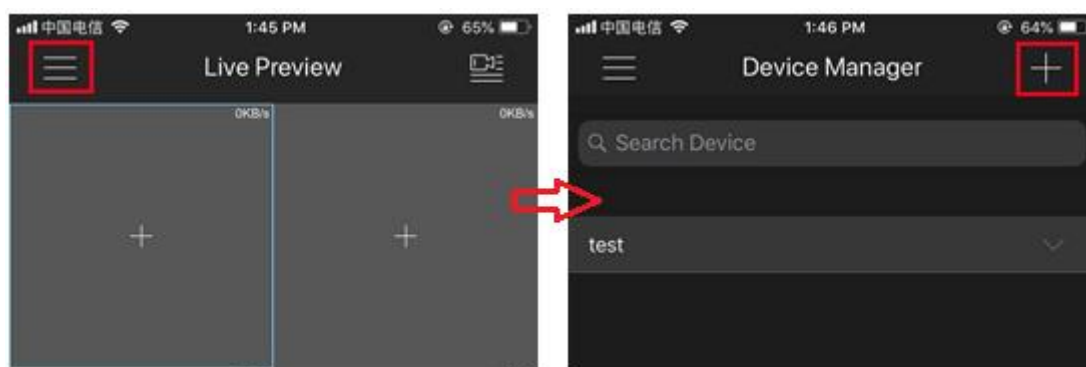 中国电信 1:45 PM 65%
Live Preview
0KB/s 0KB/s
中国电信 1:46 PM 64%
Device Manager
Search Device
test